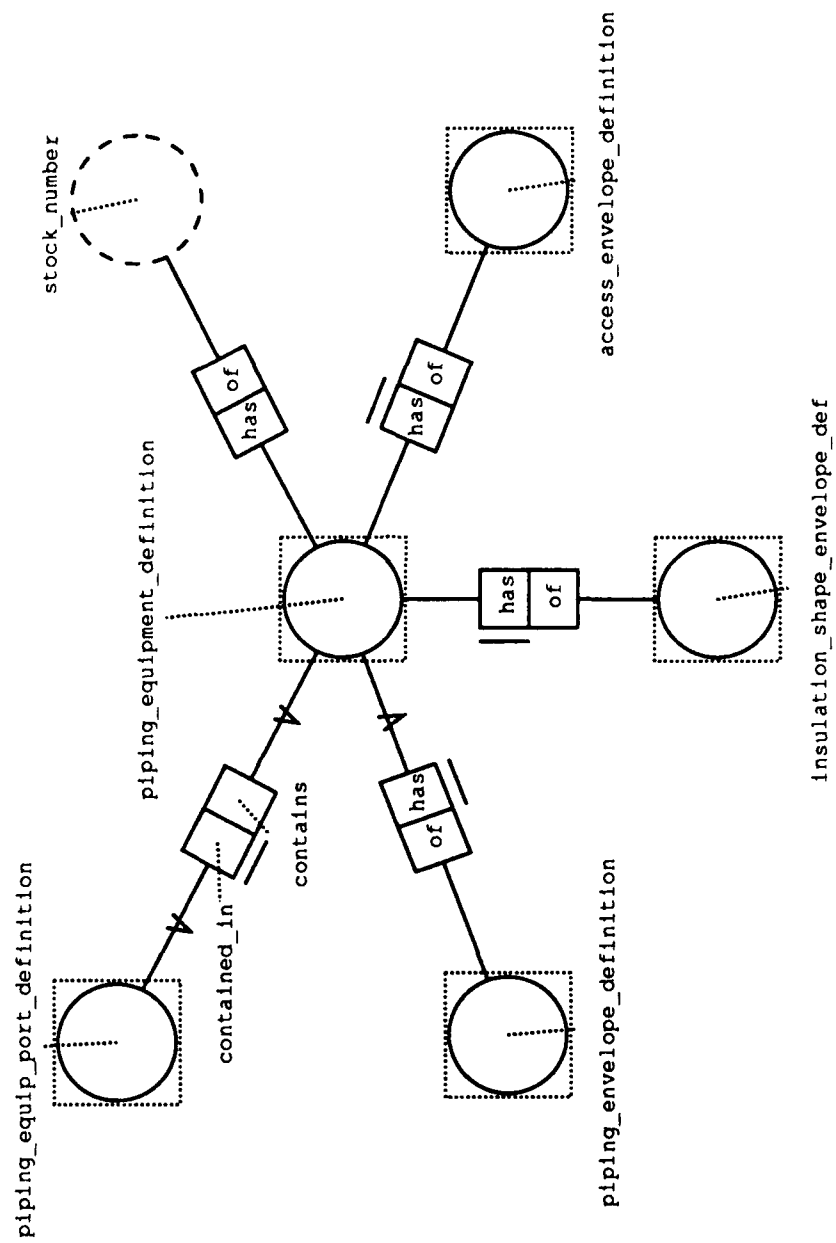 stock_number
of
has
access_envelope_definition
of
has
piping_equipment_definition
has
of
insulation_shape_envelope_def
contains
contained_in
piping_equip_port_definition
has
of
piping_envelope_definition